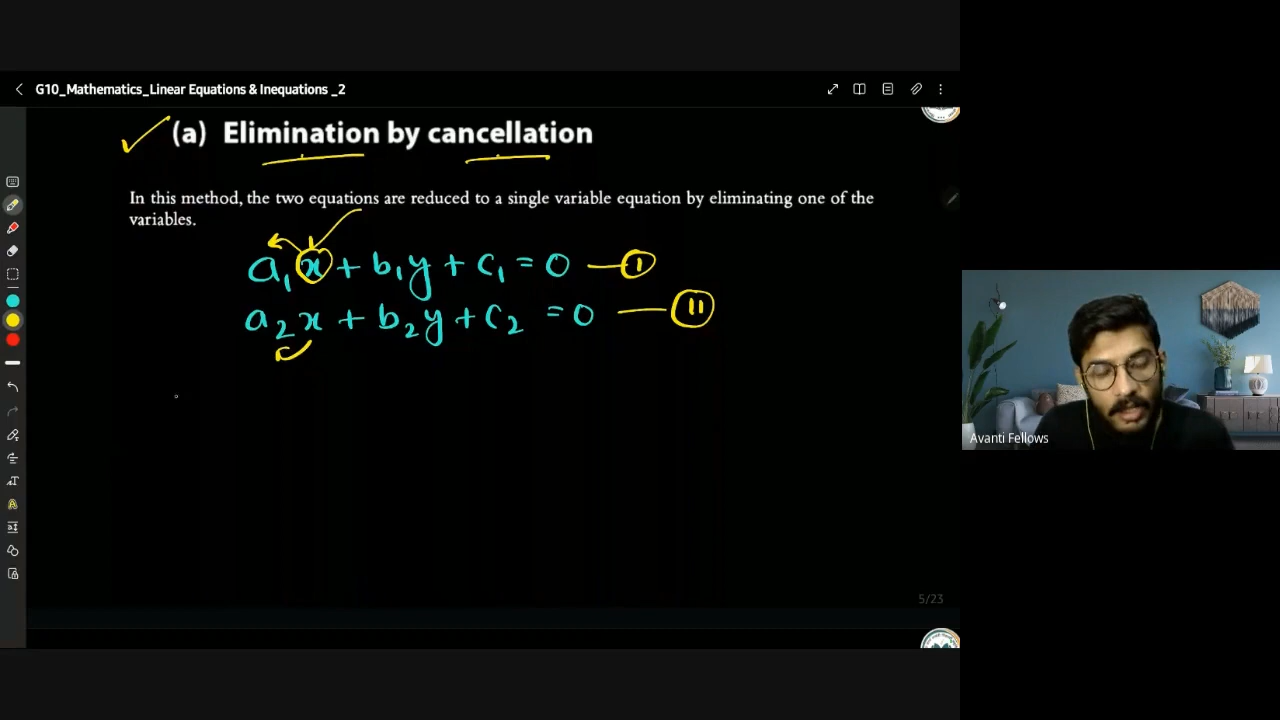 G10_Mathematics_Linear Equations & Inequations _2
(a) Elimination by cancellation
In this method, the two equations are reduced to a single variable equation by eliminating one of the
variables.
a₁x + b₁y + c₁ = 0 — I
a₂x + b₂y + c₂ = 0 — II
Avanti Fellows
5/23